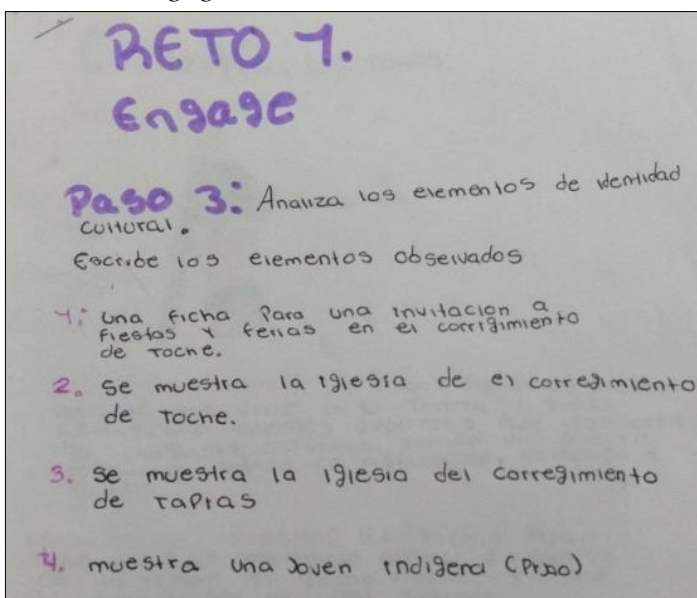 RETO 1.
Engage
Paso 3: Analiza los elementos de identidad
cultural.
Escribe los elementos observados
1. una ficha para una invitacion a
fiestas y ferias en el corrigimiento
de Toche.
2. se muestra la iglesia de el corregimiento
de Toche.
3. se muestra la iglesia del corregimiento
de Tapias
4. muestra una Joven indigena